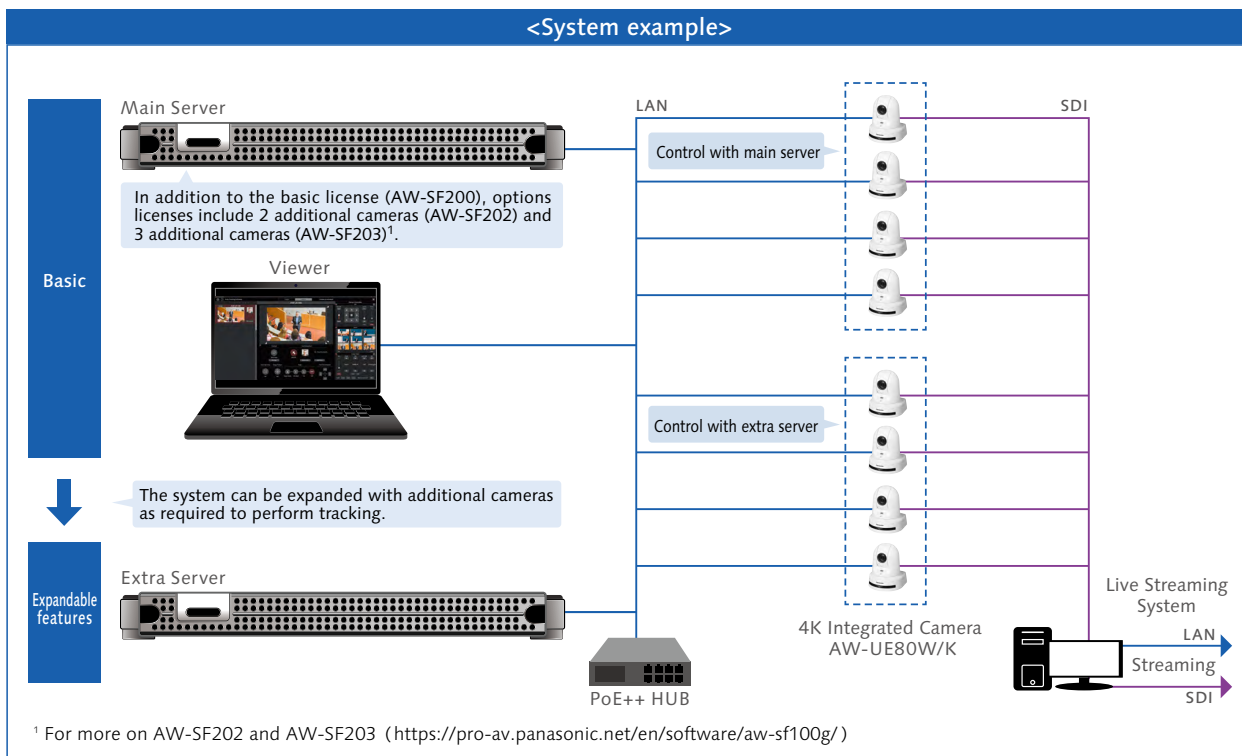 <System example>
Main Server
LAN
SDI
Control with main server
In addition to the basic license (AW-SF200), options
licenses include 2 additional cameras (AW-SF202) and
3 additional cameras (AW-SF203)¹.
Basic
Viewer
Control with extra server
The system can be expanded with additional cameras
as required to perform tracking.
Expandable
features
Extra Server
PoE++ HUB
4K Integrated Camera
AW-UE80W/K
Live Streaming
System
LAN
Streaming
SDI
¹ For more on AW-SF202 and AW-SF203 (https://pro-av.panasonic.net/en/software/aw-sf100g/)